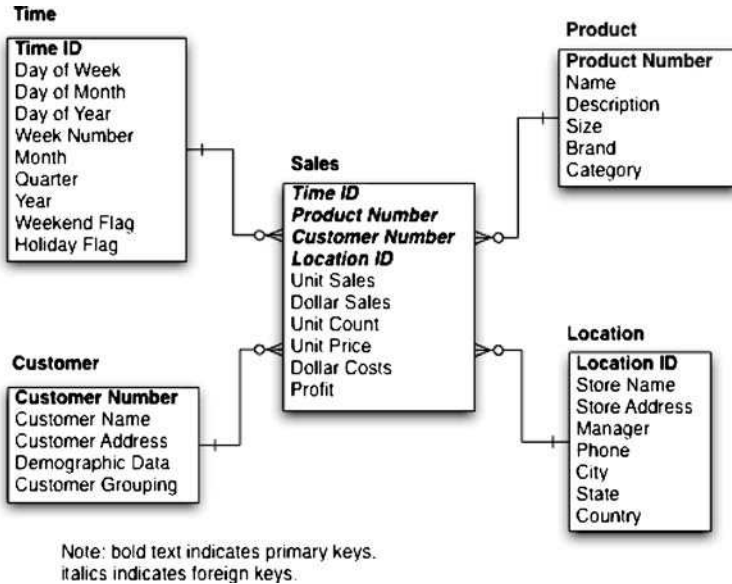 Time
Time ID
Day of Week
Day of Month
Day of Year
Week Number
Month
Quarter
Year
Weekend Flag
Holiday Flag
Product
Product Number
Name
Description
Size
Brand
Category
Sales
Time ID
Product Number
Customer Number
Location ID
Unit Sales
Dollar Sales
Unit Count
Unit Price
Dollar Costs
Profit
Customer
Customer Number
Customer Name
Customer Address
Demographic Data
Customer Grouping
Location
Location ID
Store Name
Store Address
Manager
Phone
City
State
Country
Note: bold text indicates primary keys.
italics indicates foreign keys.